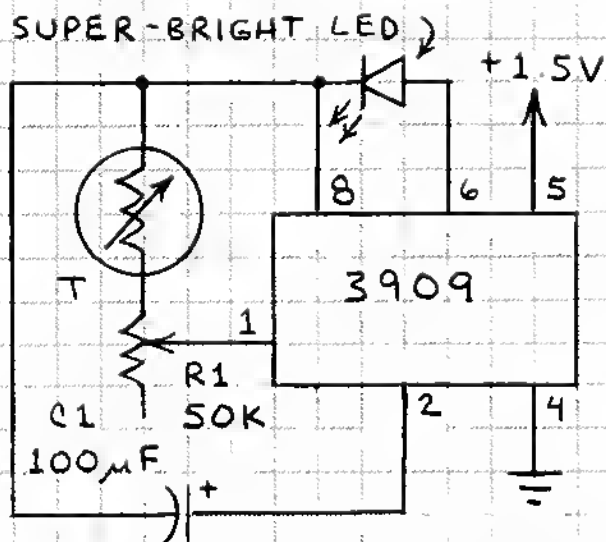 SUPER-BRIGHT LED
+1.5V
8
6
5
3909
T
1
R1
50K
C1
100µF
2
4
+